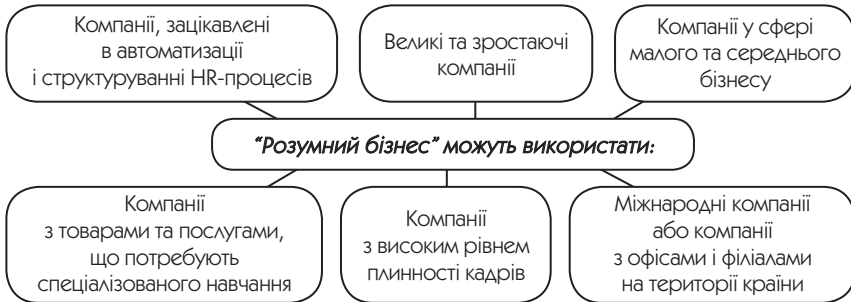 Компанії, зацікавлені
в автоматизації
і структуруванні HR-процесів
Великі та зростаючі
компанії
Компанії у сфері
малого та середнього
бізнесу
“Розумний бізнес” можуть використати:
Компанії
з товарами та послугами,
що потребують
спеціалізованого навчання
Компанії
з високим рівнем
плинності кадрів
Міжнародні компанії
або компанії
з офісами і філіалами
на території країни